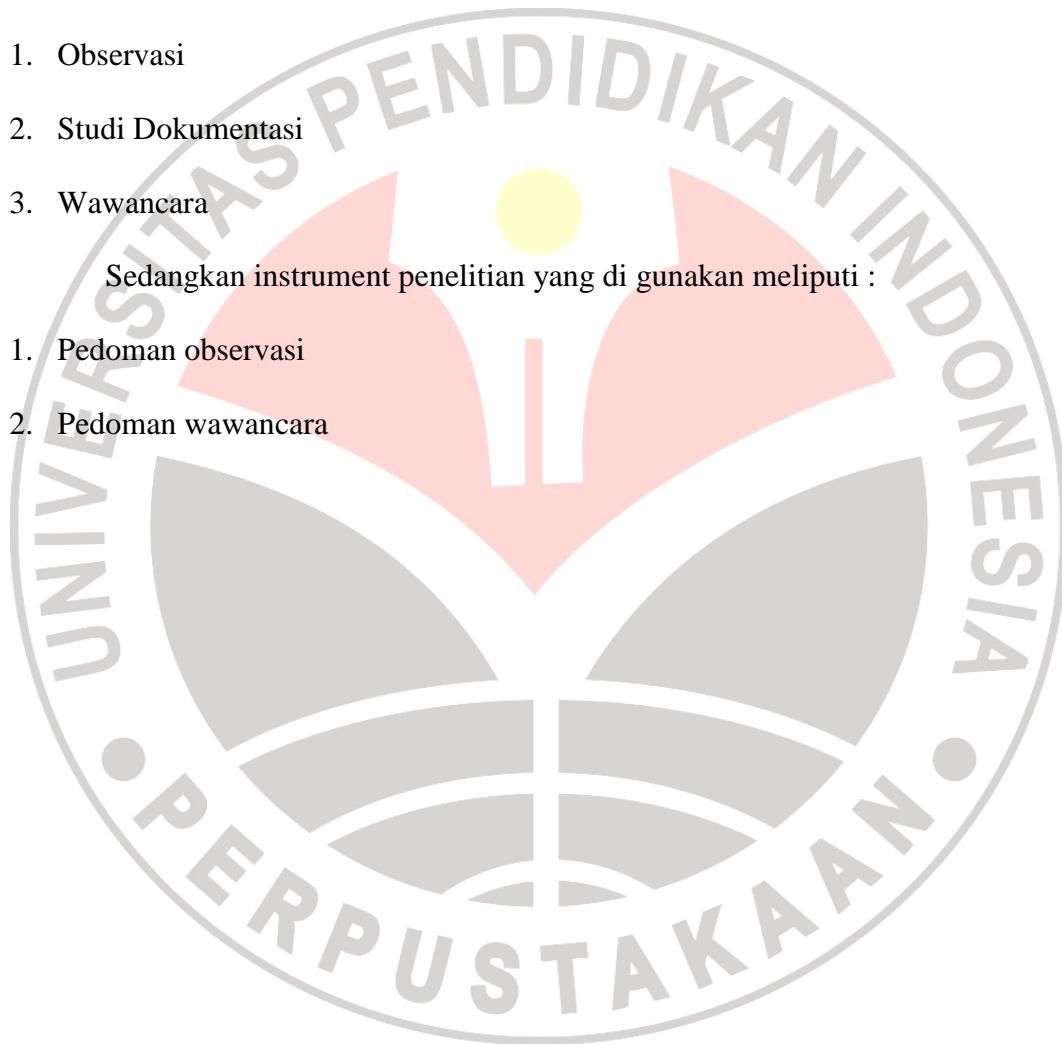 1. Observasi
2. Studi Dokumentasi
3. Wawancara
Sedangkan instrument penelitian yang di gunakan meliputi :
1. Pedoman observasi
2. Pedoman wawancara
UNIVERSITAS PENDIDIKAN INDONESIA
PERPUSTAKAAN